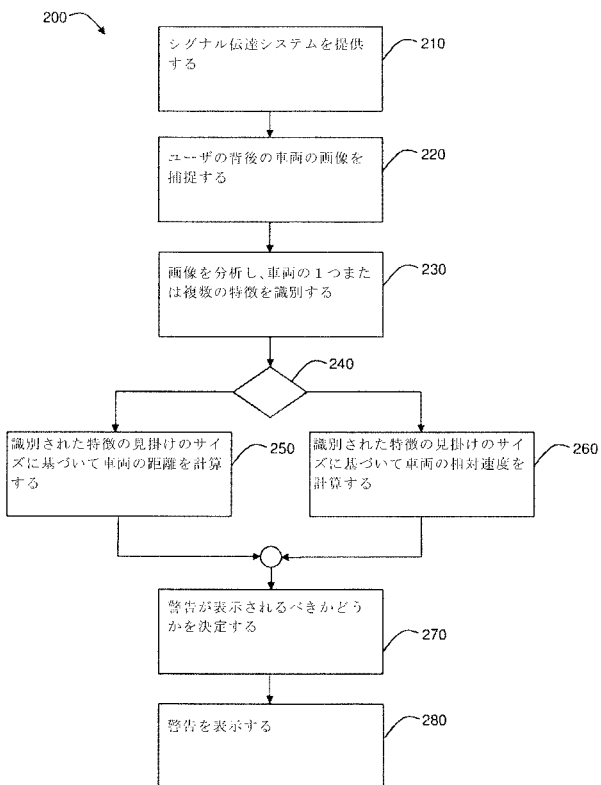 200
シグナル伝達システムを提供
する
210
ユーザの背後の車両の画像を
捕捉する
220
画像を分析し、車両の1つまた
は複数の特徴を識別する
230
240
識別された特徴の見掛けのサイ
ズに基づいて車両の距離を計算
する
250
識別された特徴の見掛けのサイ
ズに基づいて車両の相対速度を
計算する
260
警告が表示されるべきかどう
かを決定する
270
警告を表示する
280